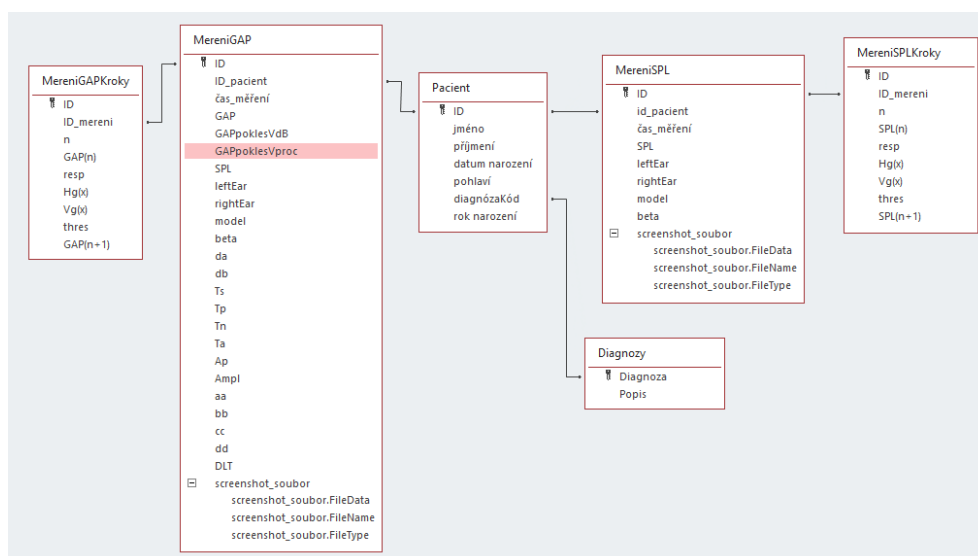 MereniGAPKroky
ID
ID_mereni
n
GAP(n)
resp
Hg(x)
Vg(x)
thres
GAP(n+1)
MereniGAP
ID
ID_pacient
čas_měření
GAP
GAPpoklesVdB
GAPpoklesVproc
SPL
leftEar
rightEar
model
beta
da
db
Ts
Tp
Tn
Ta
Ap
Ampl
aa
bb
cc
dd
DLT
screenshot_soubor
screenshot_soubor.FileData
screenshot_soubor.FileName
screenshot_soubor.FileType
Pacient
ID
jméno
příjmení
datum narození
pohlaví
diagnózaKód
rok narození
MereniSPL
ID
id_pacient
čas_měření
SPL
leftEar
rightEar
model
beta
screenshot_soubor
screenshot_soubor.FileData
screenshot_soubor.FileName
screenshot_soubor.FileType
Diagnozy
Diagnoza
Popis
MereniSPLKroky
ID
ID_mereni
n
SPL(n)
resp
Hg(x)
Vg(x)
thres
SPL(n+1)